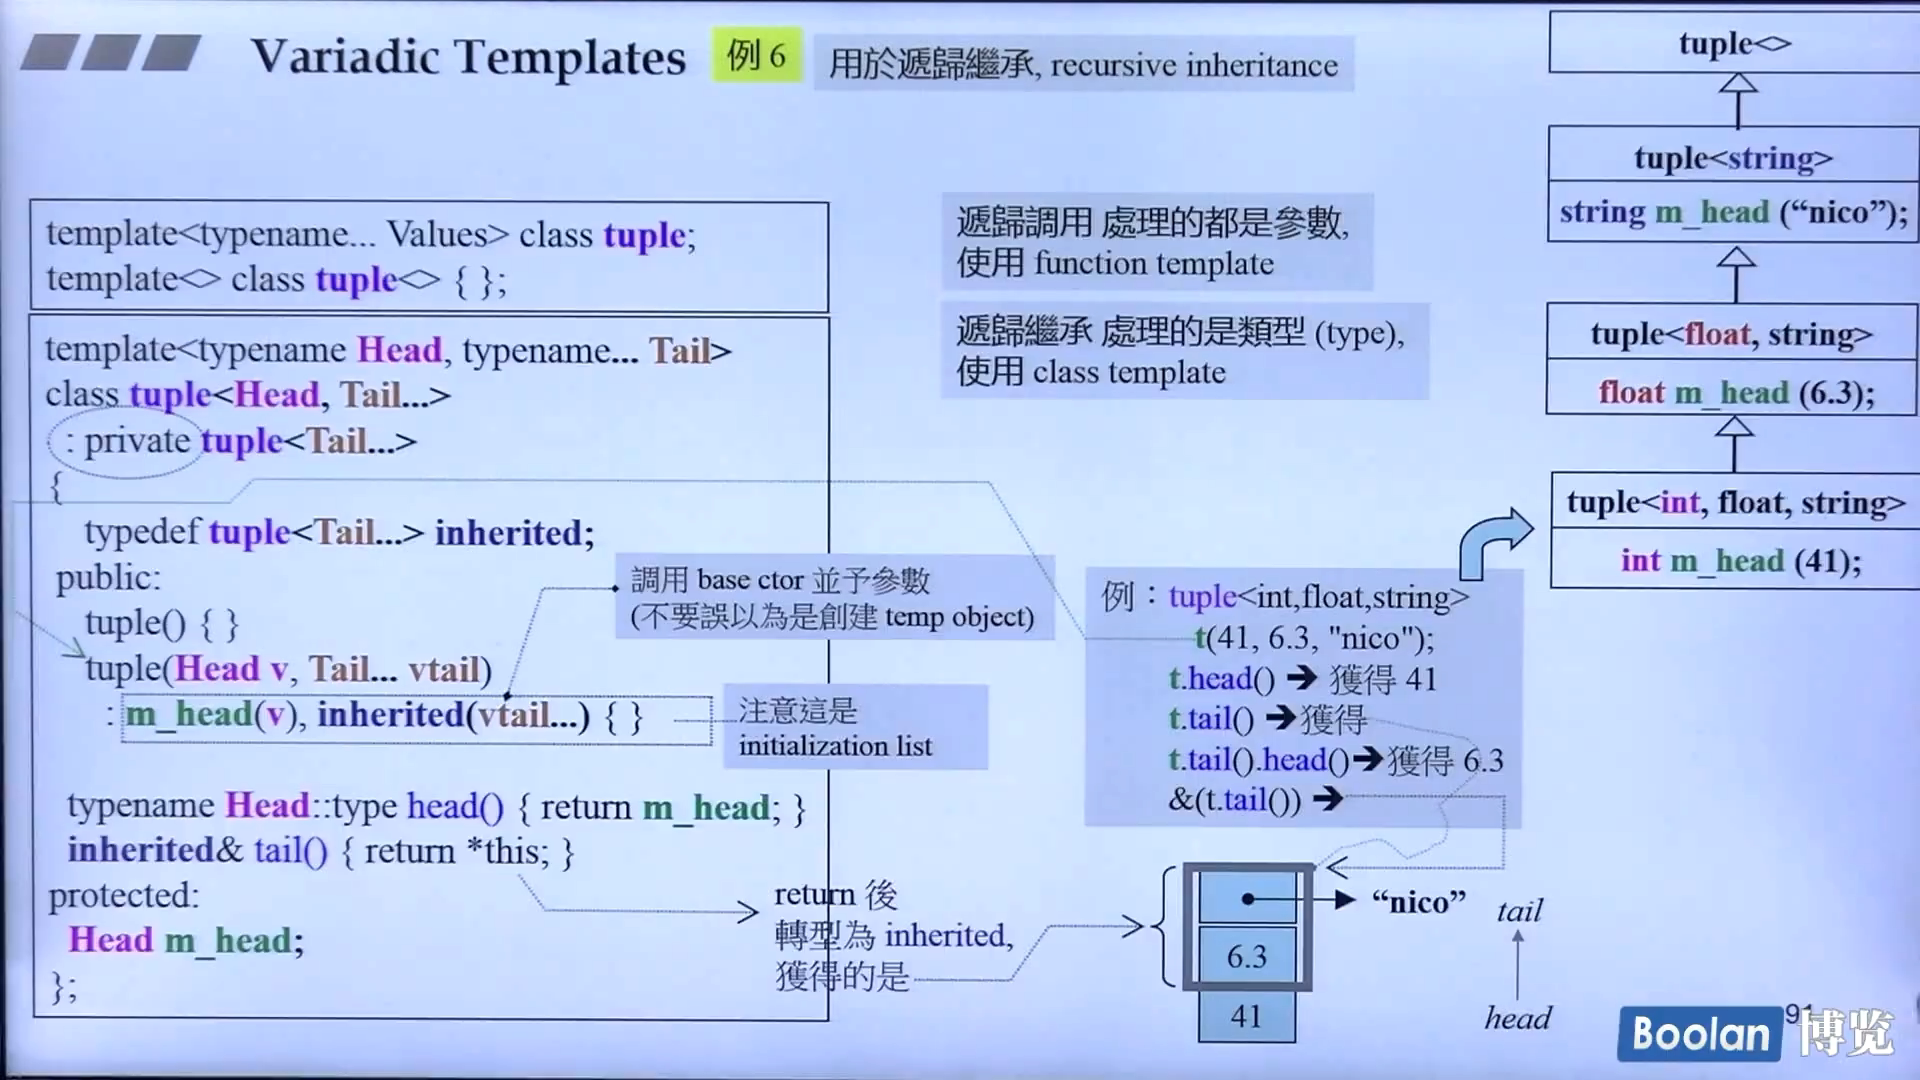 Variadic Templates
例 6
用於遞歸繼承, recursive inheritance
template<typename... Values> class tuple;
template<> class tuple<> { };
template<typename Head, typename... Tail>
class tuple<Head, Tail...>
: private tuple<Tail...>
{
typedef tuple<Tail...> inherited;
public:
tuple() { }
tuple(Head v, Tail... vtail)
: m_head(v), inherited(vtail...) { }
typename Head::type head() { return m_head; }
inherited& tail() { return *this; }
protected:
Head m_head;
};
調用 base ctor 並予參數
(不要誤以為是創建 temp object)
注意這是
initialization list
return 後
轉型為 inherited,
獲得的是
遞歸調用 處理的都是參數,
使用 function template
遞歸繼承 處理的是類型 (type),
使用 class template
例：tuple<int,float,string>
t(41, 6.3, "nico");
t.head() ➔ 獲得 41
t.tail() ➔獲得
t.tail().head()➔獲得 6.3
&(t.tail()) ➔
“nico”
6.3
41
tail
head
tuple<>
tuple<string>
string m_head (“nico”);
tuple<float, string>
float m_head (6.3);
tuple<int, float, string>
int m_head (41);
91
Boolan 博览